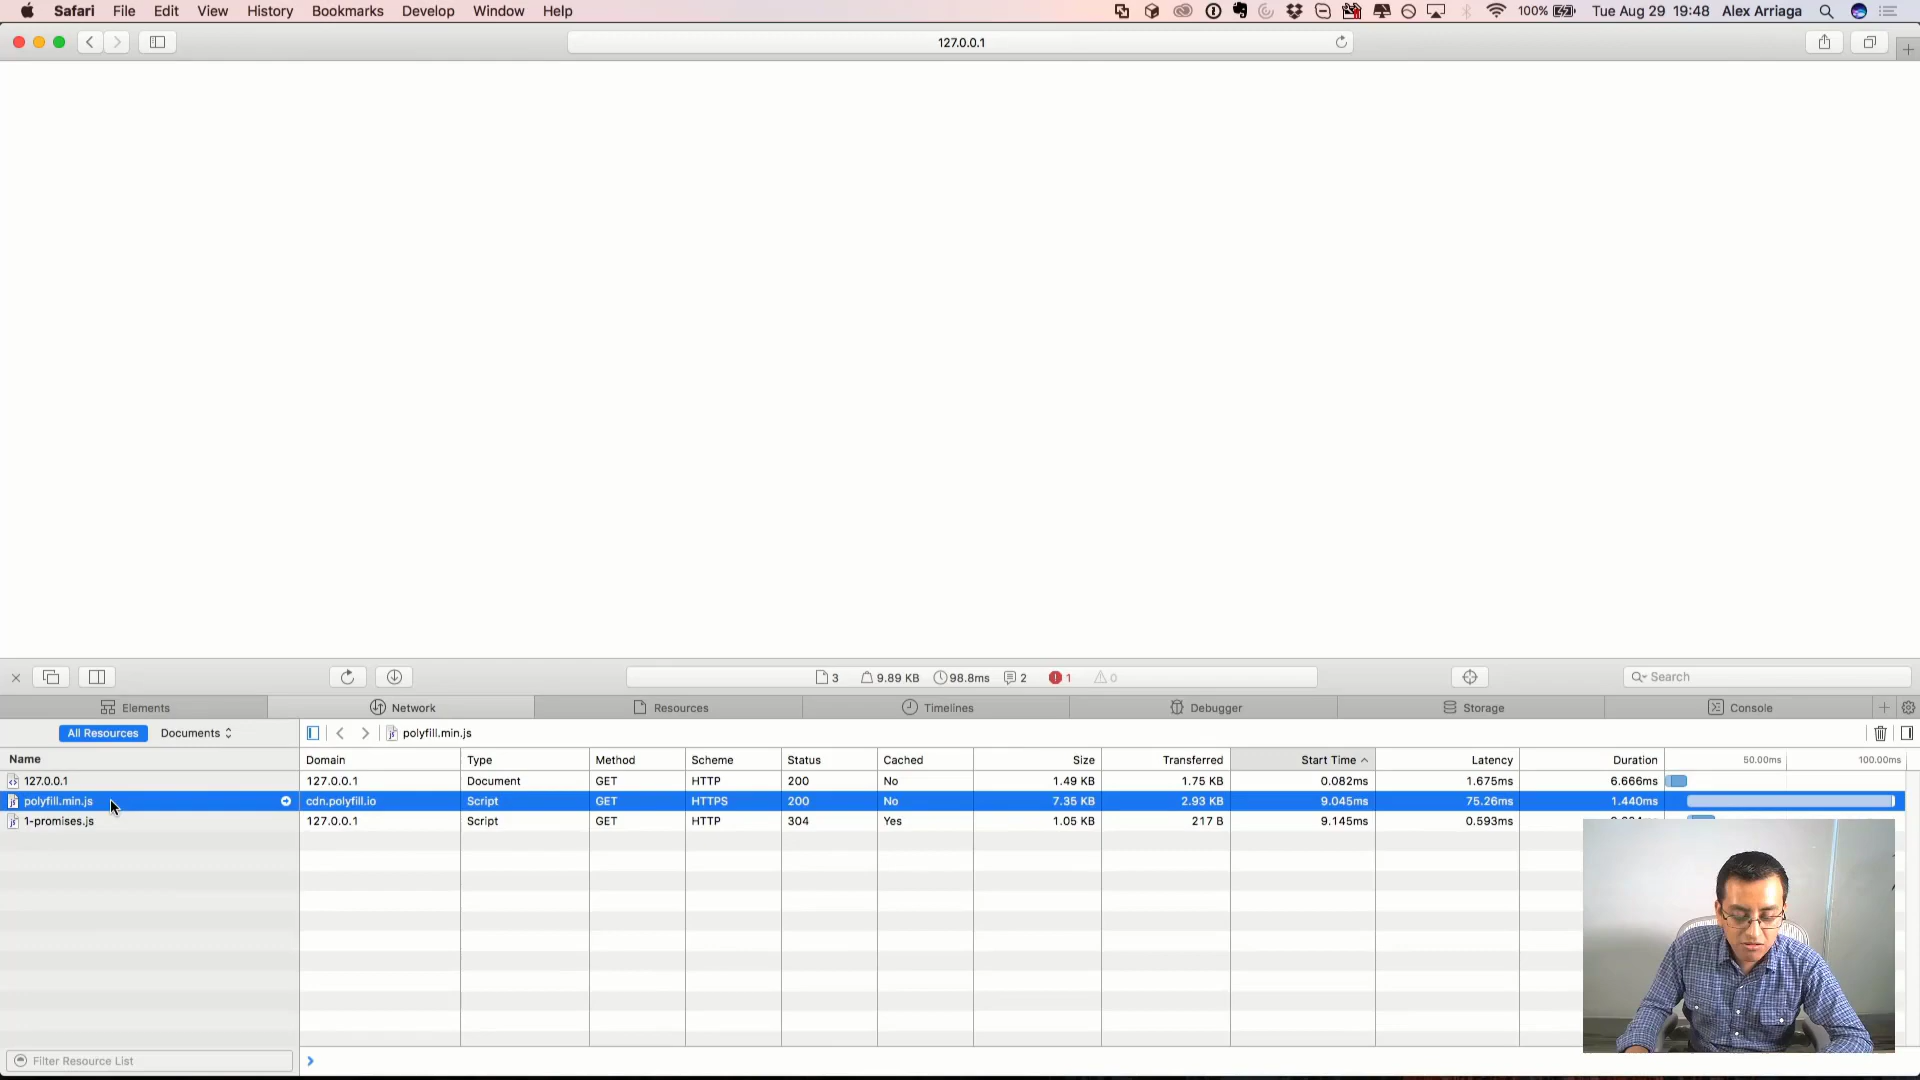 Safari File Edit View History Bookmarks Develop Window Help 100% Tue Aug 29 19:48 Alex Arriaga
127.0.0.1
3 9.89 KB 98.8ms 2 1 0 Search
Elements Network Resources Timelines Debugger Storage Console
All Resources Documents polyfill.min.js
Name Domain Type Method Scheme Status Cached Size Transferred Start Time Latency Duration 50.00ms 100.00ms
127.0.0.1 127.0.0.1 Document GET HTTP 200 No 1.49 KB 1.75 KB 0.082ms 1.675ms 6.666ms
polyfill.min.js cdn.polyfill.io Script GET HTTPS 200 No 7.35 KB 2.93 KB 9.045ms 75.26ms 1.440ms
1-promises.js 127.0.0.1 Script GET HTTP 304 Yes 1.05 KB 217 B 9.145ms 0.593ms
Filter Resource List